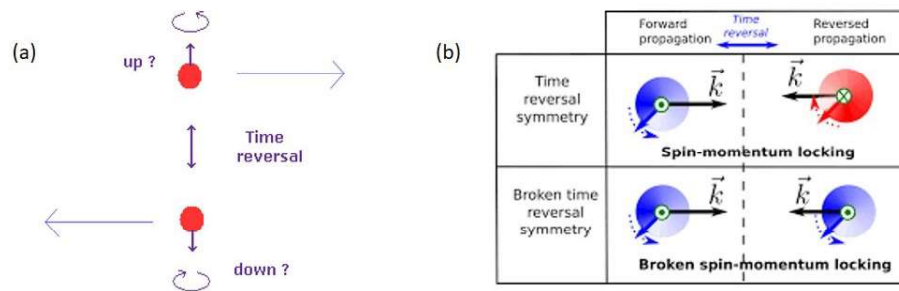 (a)
up ?
Time
reversal
down ?
(b)
Forward
propagation
Time
reversal
Reversed
propagation
Time
reversal
symmetry
k
k
Spin-momentum locking
Broken time
reversal
symmetry
k
k
Broken spin-momentum locking